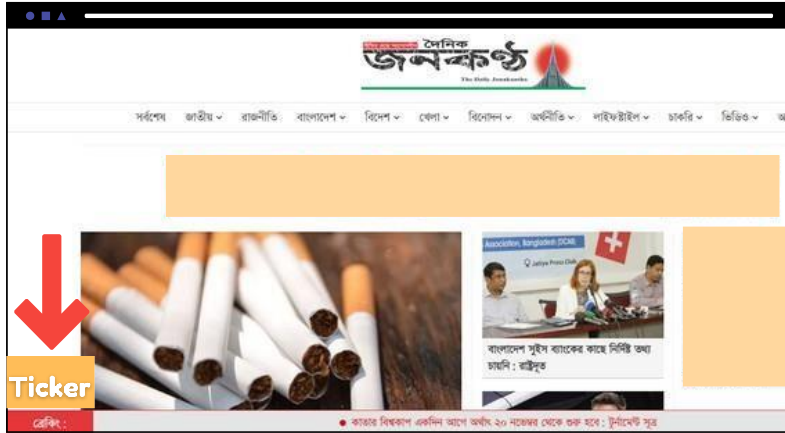 দৈনিক
জনকণ্ঠ
The Daily Janakantha
সর্বশেষ জাতীয় রাজনীতি বাংলাদেশ বিদেশ খেলা বিনোদন অর্থনীতি লাইফস্টাইল চাকরি ভিডিও
Association, Bangladesh (DCAB)
Jatiya Press Club
বাংলাদেশ সুইস ব্যাংকের কাছে নির্দিষ্ট তথ্য
চায়নি : রাষ্ট্রদূত
Ticker
ব্রেকিং :
কাতার বিশ্বকাপ একদিন আগে অর্থাৎ ২০ নভেম্বর থেকে শুরু হবে : টুর্নামেন্ট সূত্র